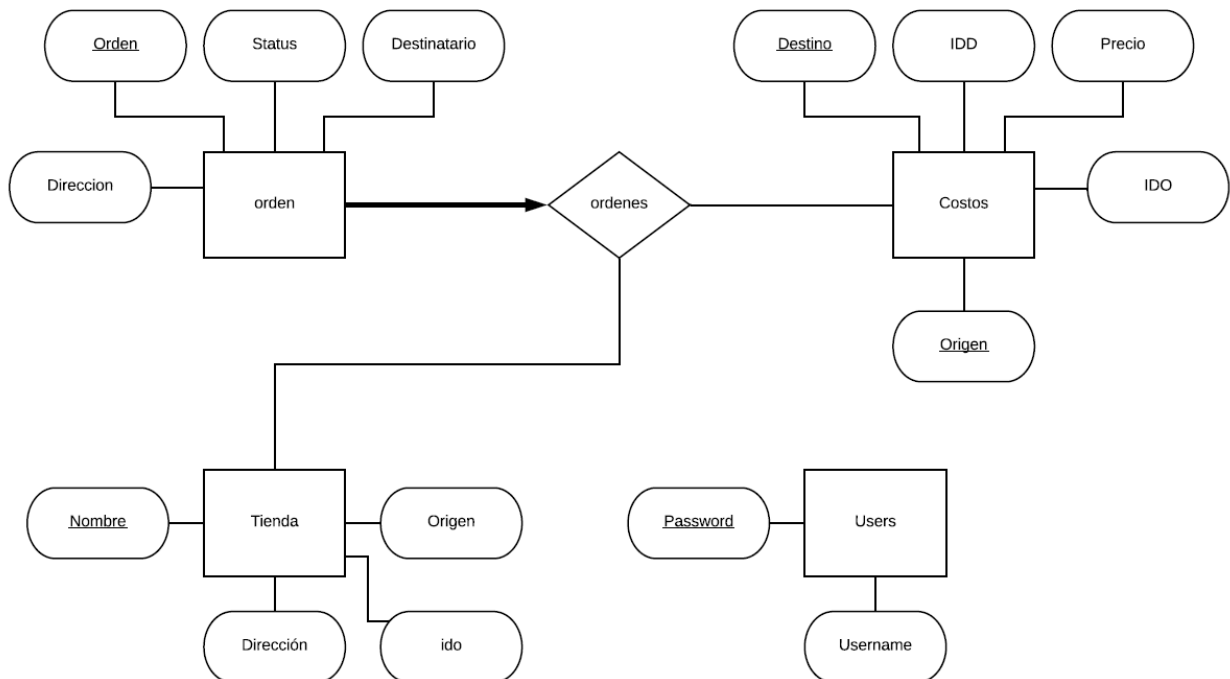 Orden
Status
Destinatario
Destino
IDD
Precio
Direccion
orden
ordenes
Costos
IDO
Origen
Nombre
Tienda
Origen
Password
Users
Dirección
ido
Username